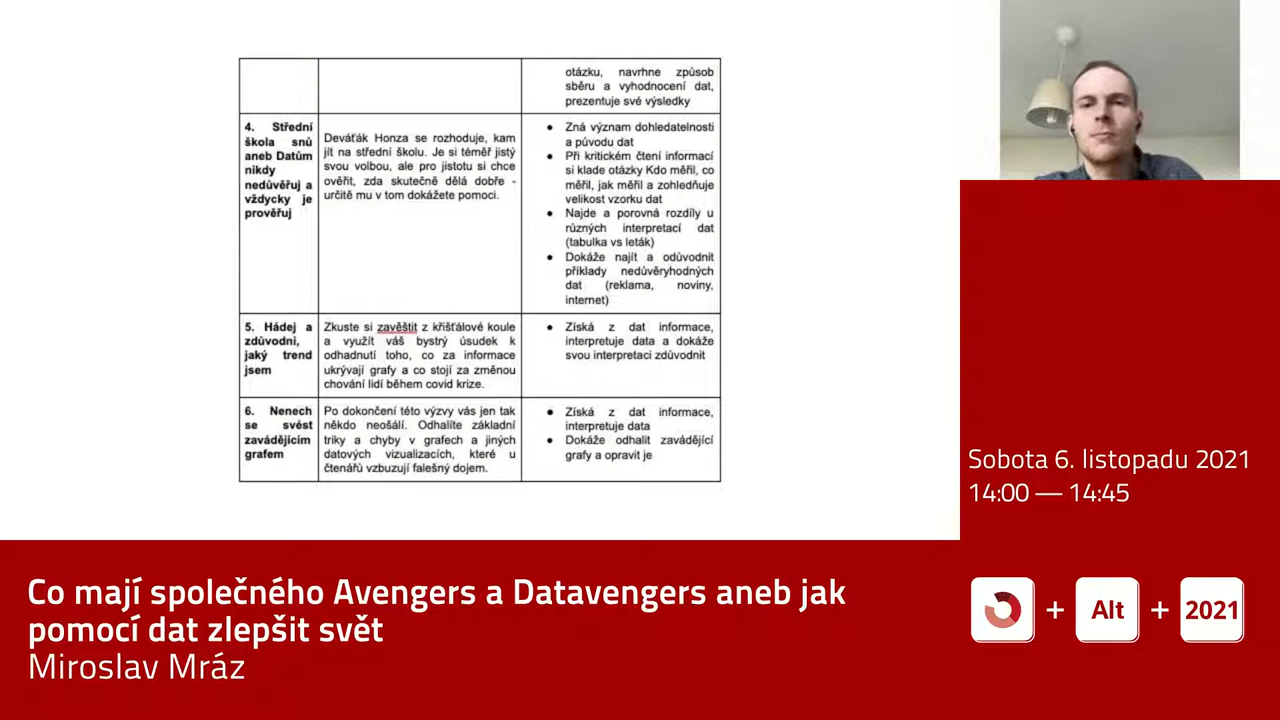 otázku, navrhne způsob
sběru a vyhodnocení dat,
prezentuje své výsledky
4. Střední
škola snů
aneb Datům
nikdy
nedůvěřuj a
vždycky je
prověřuj
Deváťák Honza se rozhoduje, kam
jít na střední školu. Je si téměř jistý
svou volbou, ale pro jistotu si chce
ověřit, zda skutečně dělá dobře -
určitě mu v tom dokážete pomoci.
● Zná význam dohledatelnosti
a původu dat
● Při kritickém čtení informací
si klade otázky Kdo měřil, co
měřil, jak měřil a zohledňuje
velikost vzorku dat
● Najde a porovná rozdíly u
různých interpretací dat
(tabulka vs leták)
● Dokáže najít a odůvodnit
příklady nedůvěryhodných
dat (reklama, noviny,
internet)
5. Hádej a
zdůvodni,
jaký trend
jsem
Zkuste si zavěštit z křišťálové koule
a využít váš bystrý úsudek k
odhadnutí toho, co za informace
ukrývají grafy a co stojí za změnou
chování lidí během covid krize.
● Získá z dat informace,
interpretuje data a dokáže
svou interpretaci zdůvodnit
6. Nenech
se svést
zavádějícím
grafem
Po dokončení této výzvy vás jen tak
někdo neošálí. Odhalíte základní
triky a chyby v grafech a jiných
datových vizualizacích, které u
čtenářů vzbuzují falešný dojem.
● Získá z dat informace,
interpretuje data
● Dokáže odhalit zavádějící
grafy a opravit je
Sobota 6. listopadu 2021
14:00 — 14:45
Co mají společného Avengers a Datavengers aneb jak
pomocí dat zlepšit svět
Miroslav Mráz
+ Alt + 2021